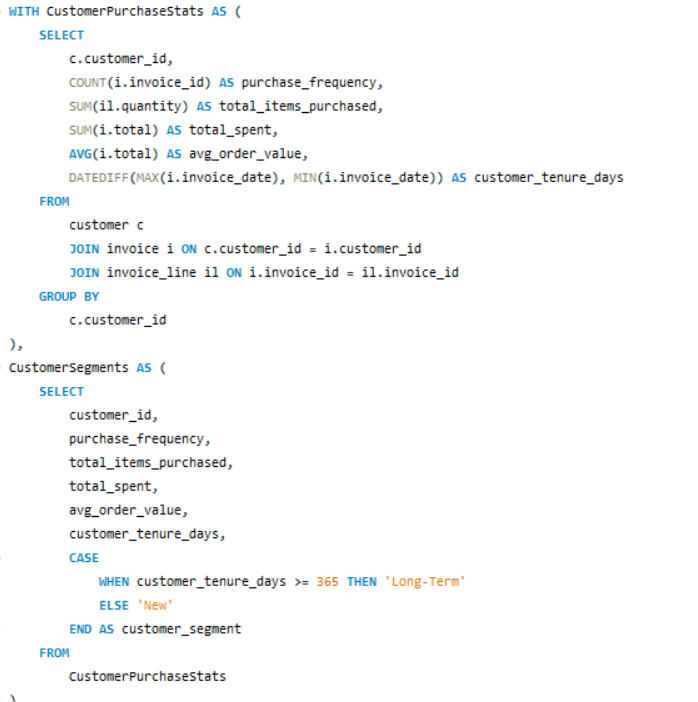 WITH CustomerPurchaseStats AS (
SELECT
c.customer_id,
COUNT(i.invoice_id) AS purchase_frequency,
SUM(il.quantity) AS total_items_purchased,
SUM(i.total) AS total_spent,
AVG(i.total) AS avg_order_value,
DATEDIFF(MAX(i.invoice_date), MIN(i.invoice_date)) AS customer_tenure_days
FROM
customer c
JOIN invoice i ON c.customer_id = i.customer_id
JOIN invoice_line il ON i.invoice_id = il.invoice_id
GROUP BY
c.customer_id
),
CustomerSegments AS (
SELECT
customer_id,
purchase_frequency,
total_items_purchased,
total_spent,
avg_order_value,
customer_tenure_days,
CASE
WHEN customer_tenure_days >= 365 THEN 'Long-Term'
ELSE 'New'
END AS customer_segment
FROM
CustomerPurchaseStats
)